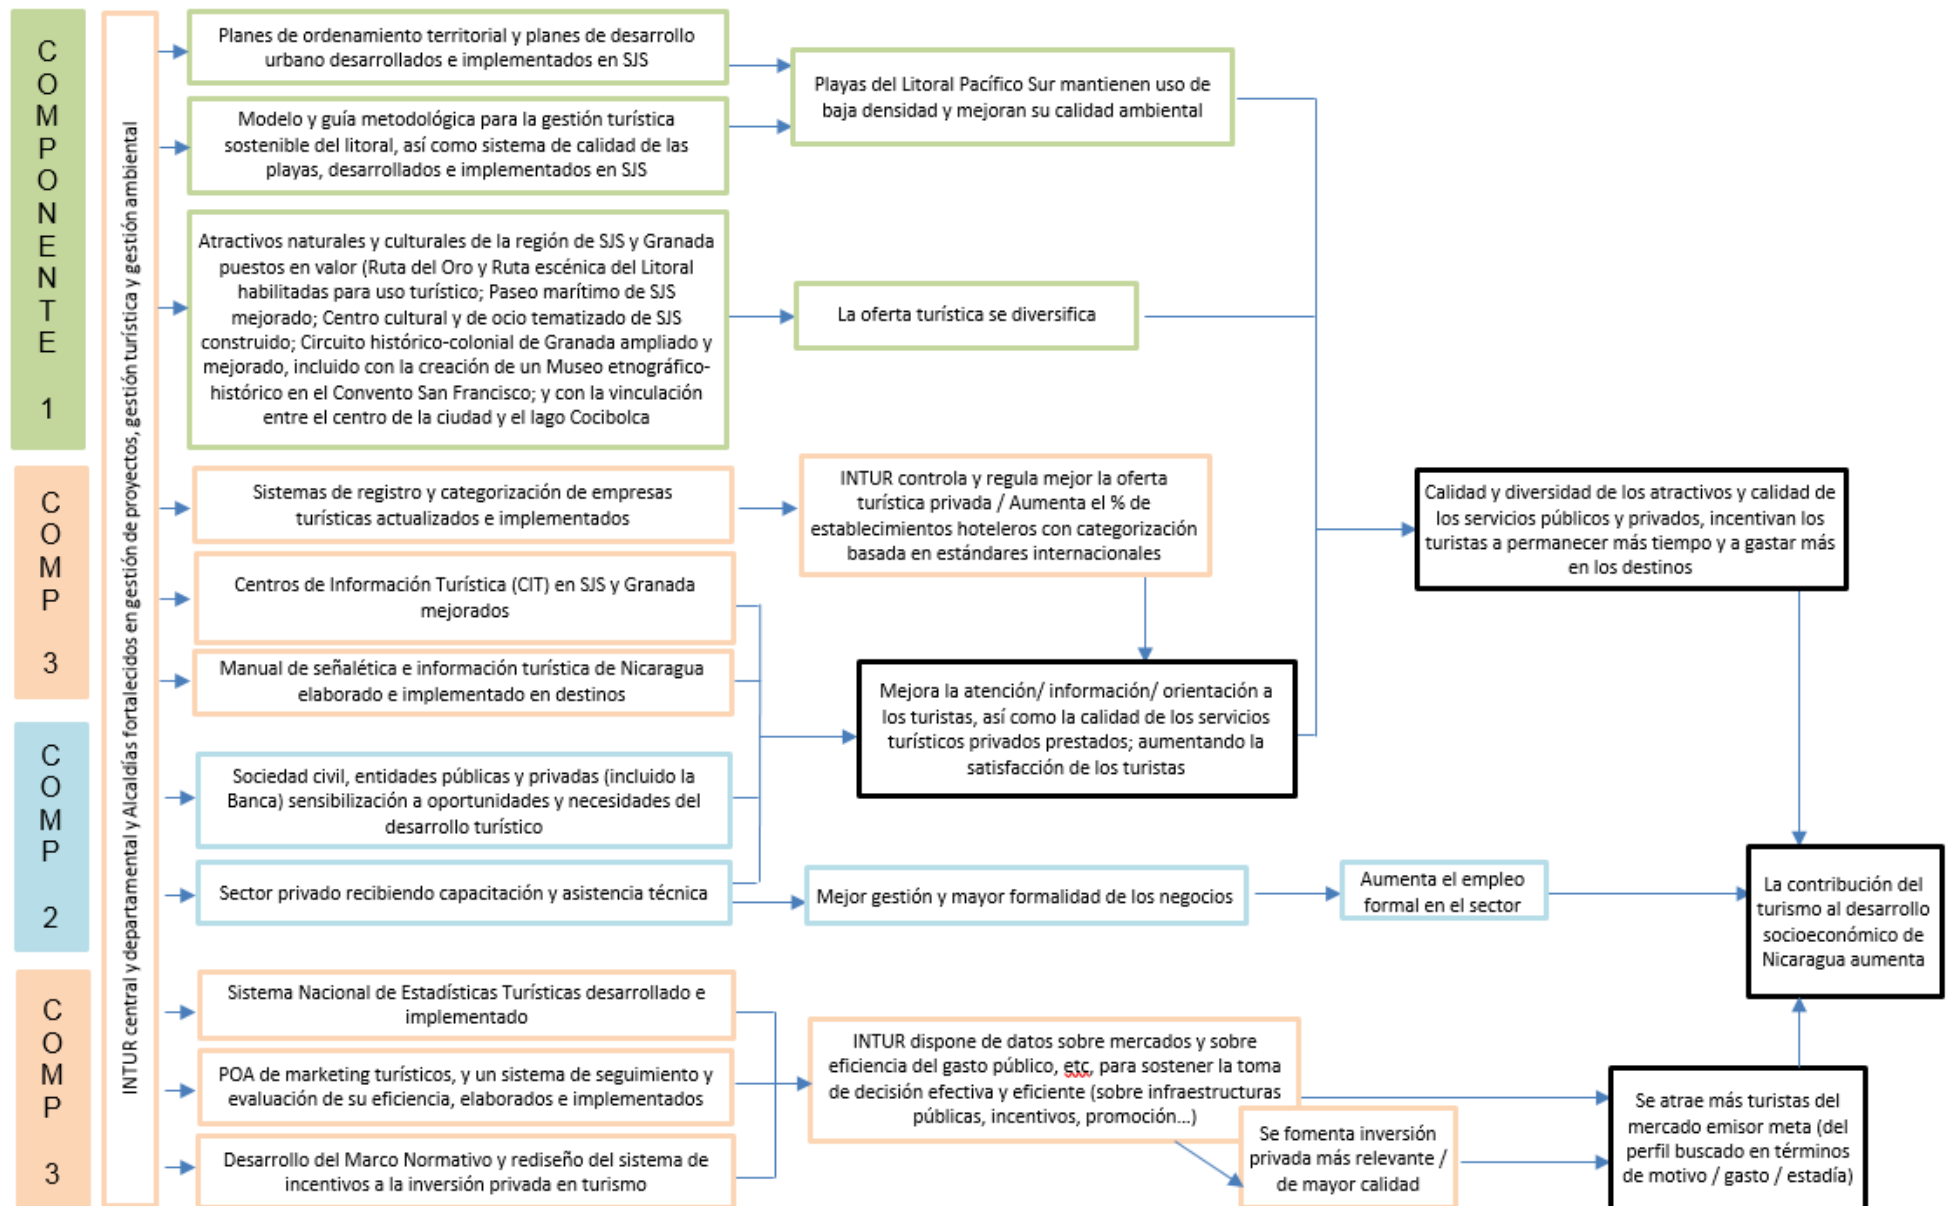 COMPONENTE 1
COMP 3
COMP 2
COMP 3
INTUR central y departamental y Alcaldías fortalecidos en gestión de proyectos, gestión turística y gestión ambiental
Planes de ordenamiento territorial y planes de desarrollo
urbano desarrollados e implementados en SJS
Modelo y guía metodológica para la gestión turística
sostenible del litoral, así como sistema de calidad de las
playas, desarrollados e implementados en SJS
Atractivos naturales y culturales de la región de SJS y Granada
puestos en valor (Ruta del Oro y Ruta escénica del Litoral
habilitadas para uso turístico; Paseo marítimo de SJS
mejorado; Centro cultural y de ocio tematizado de SJS
construido; Circuito histórico-colonial de Granada ampliado y
mejorado, incluido con la creación de un Museo etnográfico-
histórico en el Convento San Francisco; y con la vinculación
entre el centro de la ciudad y el lago Cocibolca
Sistemas de registro y categorización de empresas
turísticas actualizados e implementados
Centros de Información Turística (CIT) en SJS y Granada
mejorados
Manual de señalética e información turística de Nicaragua
elaborado e implementado en destinos
Sociedad civil, entidades públicas y privadas (incluido la
Banca) sensibilización a oportunidades y necesidades del
desarrollo turístico
Sector privado recibiendo capacitación y asistencia técnica
Sistema Nacional de Estadísticas Turísticas desarrollado e
implementado
POA de marketing turísticos, y un sistema de seguimiento y
evaluación de su eficiencia, elaborados e implementados
Desarrollo del Marco Normativo y rediseño del sistema de
incentivos a la inversión privada en turismo
Playas del Litoral Pacífico Sur mantienen uso de
baja densidad y mejoran su calidad ambiental
La oferta turística se diversifica
INTUR controla y regula mejor la oferta
turística privada / Aumenta el % de
establecimientos hoteleros con categorización
basada en estándares internacionales
Mejora la atención/ información/ orientación a
los turistas, así como la calidad de los servicios
turísticos privados prestados; aumentando la
satisfacción de los turistas
Mejor gestión y mayor formalidad de los negocios
Aumenta el empleo
formal en el sector
INTUR dispone de datos sobre mercados y sobre
eficiencia del gasto público, etc, para sostener la toma
de decisión efectiva y eficiente (sobre infraestructuras
públicas, incentivos, promoción...)
Se fomenta inversión
privada más relevante /
de mayor calidad
Calidad y diversidad de los atractivos y calidad de
los servicios públicos y privados, incentivan los
turistas a permanecer más tiempo y a gastar más
en los destinos
La contribución del
turismo al desarrollo
socioeconómico de
Nicaragua aumenta
Se atrae más turistas del
mercado emisor meta (del
perfil buscado en términos
de motivo / gasto / estadía)